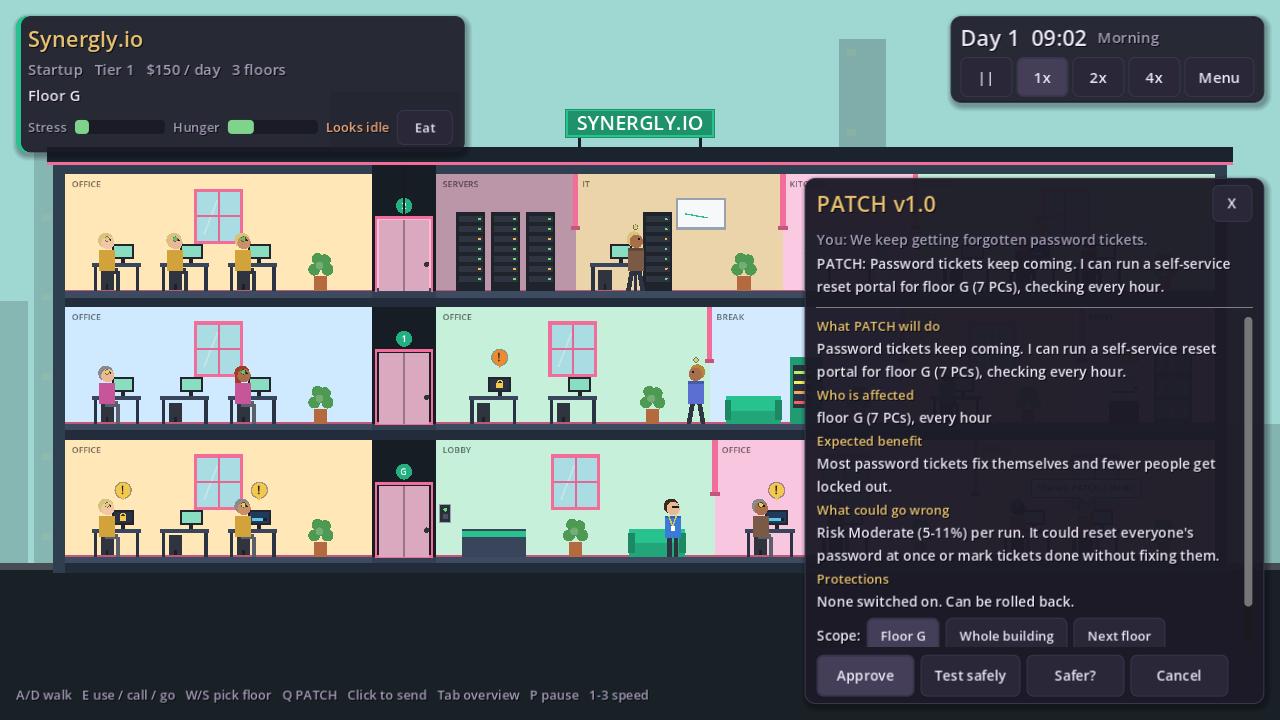 Synergly.io
Startup Tier 1 $150 / day 3 floors
Floor G
Stress Hunger Looks idle Eat
Day 1 09:02 Morning
|| 1x 2x 4x Menu
SYNERGLY.IO
OFFICE
SERVERS
IT
OFFICE
1
OFFICE
BREAK
OFFICE
G
LOBBY
OFFICE
PATCH v1.0
X
You: We keep getting forgotten password tickets.
PATCH: Password tickets keep coming. I can run a self-service
reset portal for floor G (7 PCs), checking every hour.
What PATCH will do
Password tickets keep coming. I can run a self-service reset
portal for floor G (7 PCs), checking every hour.
Who is affected
floor G (7 PCs), every hour
Expected benefit
Most password tickets fix themselves and fewer people get
locked out.
What could go wrong
Risk Moderate (5-11%) per run. It could reset everyone's
password at once or mark tickets done without fixing them.
Protections
None switched on. Can be rolled back.
Scope: Floor G Whole building Next floor
Approve Test safely Safer? Cancel
A/D walk E use / call / go W/S pick floor Q PATCH Click to send Tab overview P pause 1-3 speed